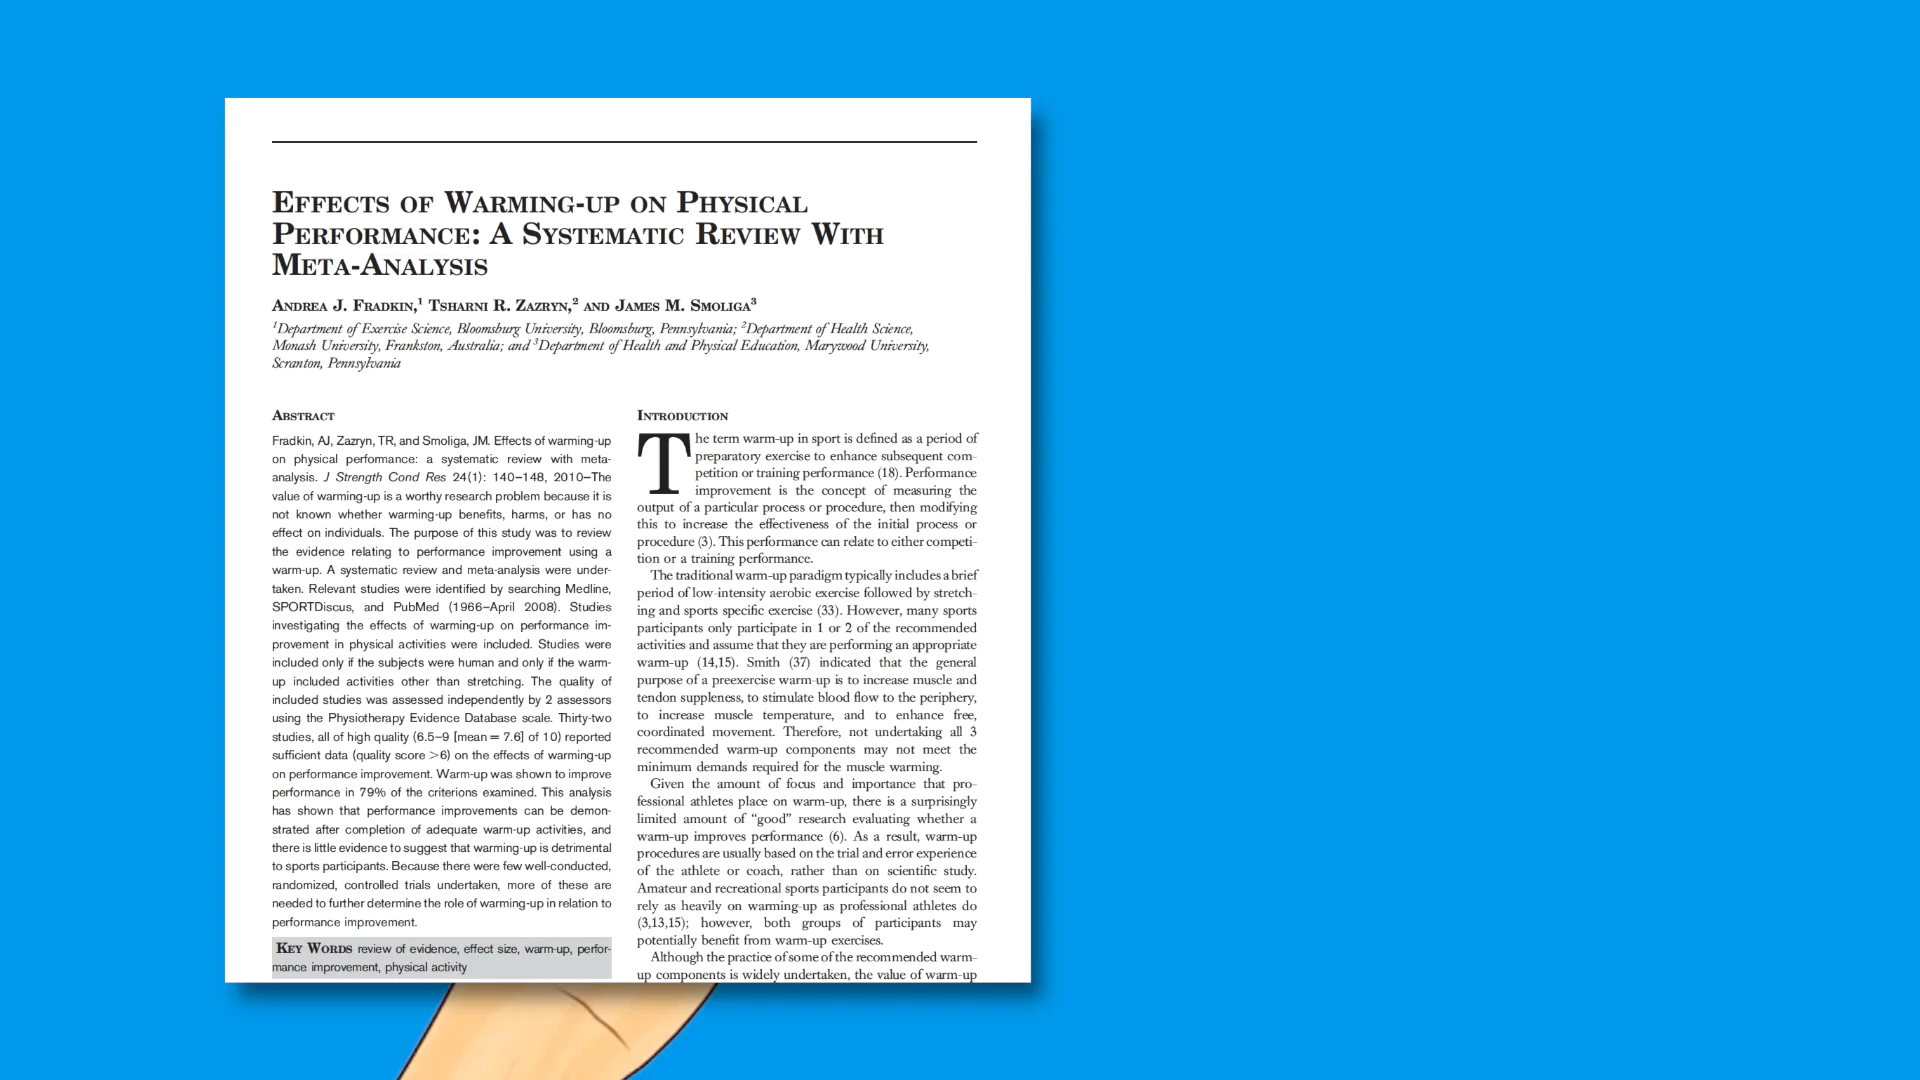 EFFECTS OF WARMING-UP ON PHYSICAL
PERFORMANCE: A SYSTEMATIC REVIEW WITH
META-ANALYSIS
ANDREA J. FRADKIN,1 TSHARNI R. ZAZRYN,2 AND JAMES M. SMOLIGA3
1Department of Exercise Science, Bloomsburg University, Bloomsburg, Pennsylvania; 2Department of Health Science,
Monash University, Frankston, Australia; and 3Department of Health and Physical Education, Marywood University,
Scranton, Pennsylvania
ABSTRACT
Fradkin, AJ, Zazryn, TR, and Smoliga, JM. Effects of warming-up
on physical performance: a systematic review with meta-
analysis. J Strength Cond Res 24(1): 140–148, 2010—The
value of warming-up is a worthy research problem because it is
not known whether warming-up benefits, harms, or has no
effect on individuals. The purpose of this study was to review
the evidence relating to performance improvement using a
warm-up. A systematic review and meta-analysis were under-
taken. Relevant studies were identified by searching Medline,
SPORTDiscus, and PubMed (1966–April 2008). Studies
investigating the effects of warming-up on performance im-
provement in physical activities were included. Studies were
included only if the subjects were human and only if the warm-
up included activities other than stretching. The quality of
included studies was assessed independently by 2 assessors
using the Physiotherapy Evidence Database scale. Thirty-two
studies, all of high quality (6.5–9 [mean = 7.6] of 10) reported
sufficient data (quality score >6) on the effects of warming-up
on performance improvement. Warm-up was shown to improve
performance in 79% of the criterions examined. This analysis
has shown that performance improvements can be demon-
strated after completion of adequate warm-up activities, and
there is little evidence to suggest that warming-up is detrimental
to sports participants. Because there were few well-conducted,
randomized, controlled trials undertaken, more of these are
needed to further determine the role of warming-up in relation to
performance improvement.
KEY WORDS review of evidence, effect size, warm-up, perfor-
mance improvement, physical activity
INTRODUCTION
The term warm-up in sport is defined as a period of
preparatory exercise to enhance subsequent com-
petition or training performance (18). Performance
improvement is the concept of measuring the
output of a particular process or procedure, then modifying
this to increase the effectiveness of the initial process or
procedure (3). This performance can relate to either competi-
tion or a training performance.
The traditional warm-up paradigm typically includes a brief
period of low-intensity aerobic exercise followed by stretch-
ing and sports specific exercise (33). However, many sports
participants only participate in 1 or 2 of the recommended
activities and assume that they are performing an appropriate
warm-up (14,15). Smith (37) indicated that the general
purpose of a preexercise warm-up is to increase muscle and
tendon suppleness, to stimulate blood flow to the periphery,
to increase muscle temperature, and to enhance free,
coordinated movement. Therefore, not undertaking all 3
recommended warm-up components may not meet the
minimum demands required for the muscle warming.
Given the amount of focus and importance that pro-
fessional athletes place on warm-up, there is a surprisingly
limited amount of “good” research evaluating whether a
warm-up improves performance (6). As a result, warm-up
procedures are usually based on the trial and error experience
of the athlete or coach, rather than on scientific study.
Amateur and recreational sports participants do not seem to
rely as heavily on warming-up as professional athletes do
(3,13,15); however, both groups of participants may
potentially benefit from warm-up exercises.
Although the practice of some of the recommended warm-
up components is widely undertaken, the value of warm-up